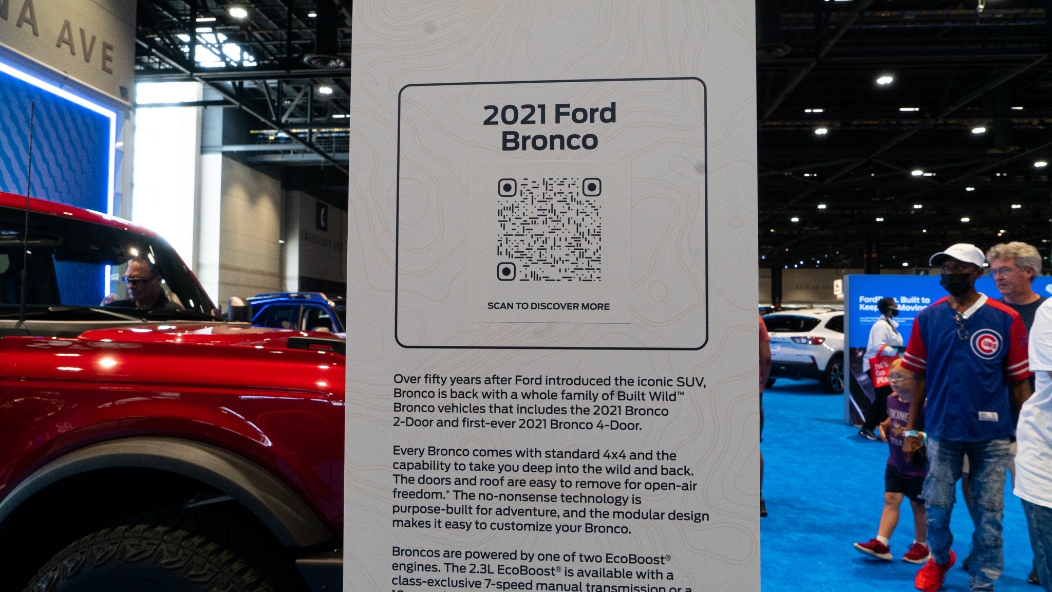 NA AVE
2021 Ford
Bronco
SCAN TO DISCOVER MORE
Over fifty years after Ford introduced the iconic SUV,
Bronco is back with a whole family of Built Wild™
Bronco vehicles that includes the 2021 Bronco
2-Door and first-ever 2021 Bronco 4-Door.
Every Bronco comes with standard 4x4 and the
capability to take you deep into the wild and back.
The doors and roof are easy to remove for open-air
freedom.* The no-nonsense technology is
purpose-built for adventure, and the modular design
makes it easy to customize your Bronco.
Broncos are powered by one of two EcoBoost®
engines. The 2.3L EcoBoost® is available with a
class-exclusive 7-speed manual transmission or a
Built to